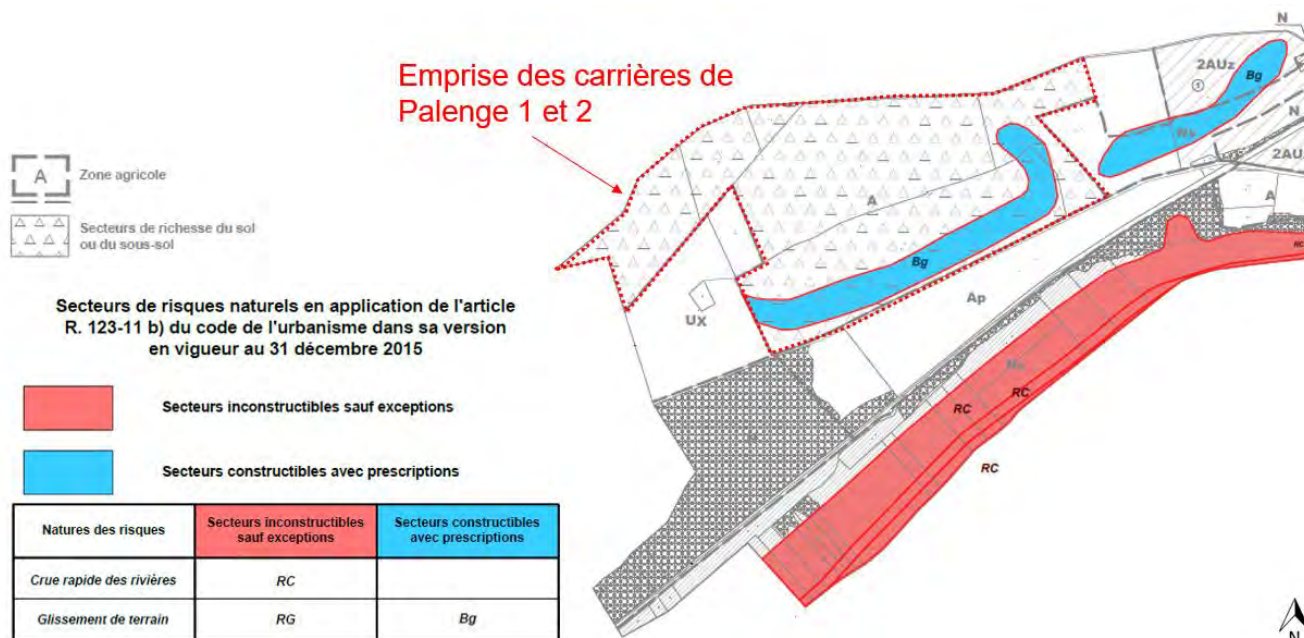 Emprise des carrières de
Palenge 1 et 2
A
Zone agricole
Secteurs de richesse du sol
ou du sous-sol
Secteurs de risques naturels en application de l'article
R. 123-11 b) du code de l'urbanisme dans sa version
en vigueur au 31 décembre 2015
Secteurs inconstructibles sauf exceptions
Secteurs constructibles avec prescriptions
Natures des risques
Secteurs inconstructibles
sauf exceptions
Secteurs constructibles
avec prescriptions
Crue rapide des rivières
RC
Glissement de terrain
RG
Bg
N
2AUz
Bg
N
A
A
Bg
UX
Ap
RC
RC
RC
RC
N